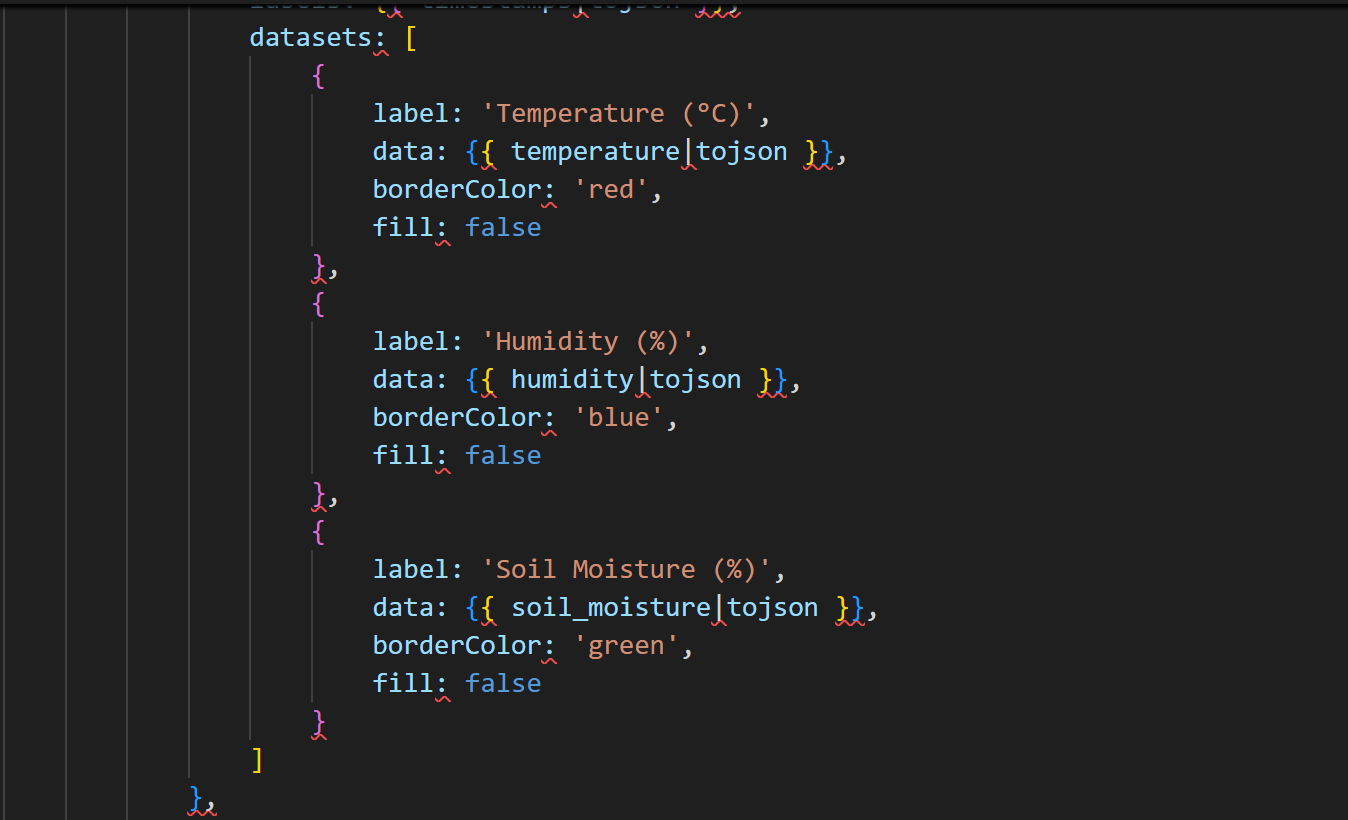 datasets: [
{
label: 'Temperature (°C)',
data: {{ temperature|tojson }},
borderColor: 'red',
fill: false
},
{
label: 'Humidity (%)',
data: {{ humidity|tojson }},
borderColor: 'blue',
fill: false
},
{
label: 'Soil Moisture (%)',
data: {{ soil_moisture|tojson }},
borderColor: 'green',
fill: false
}
]
},